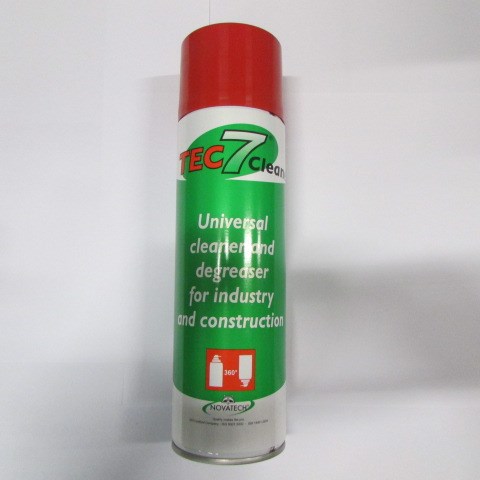 TEC7
Clean
Universal
cleaner and
degreaser
for industry
and construction
360°
NOVATECH